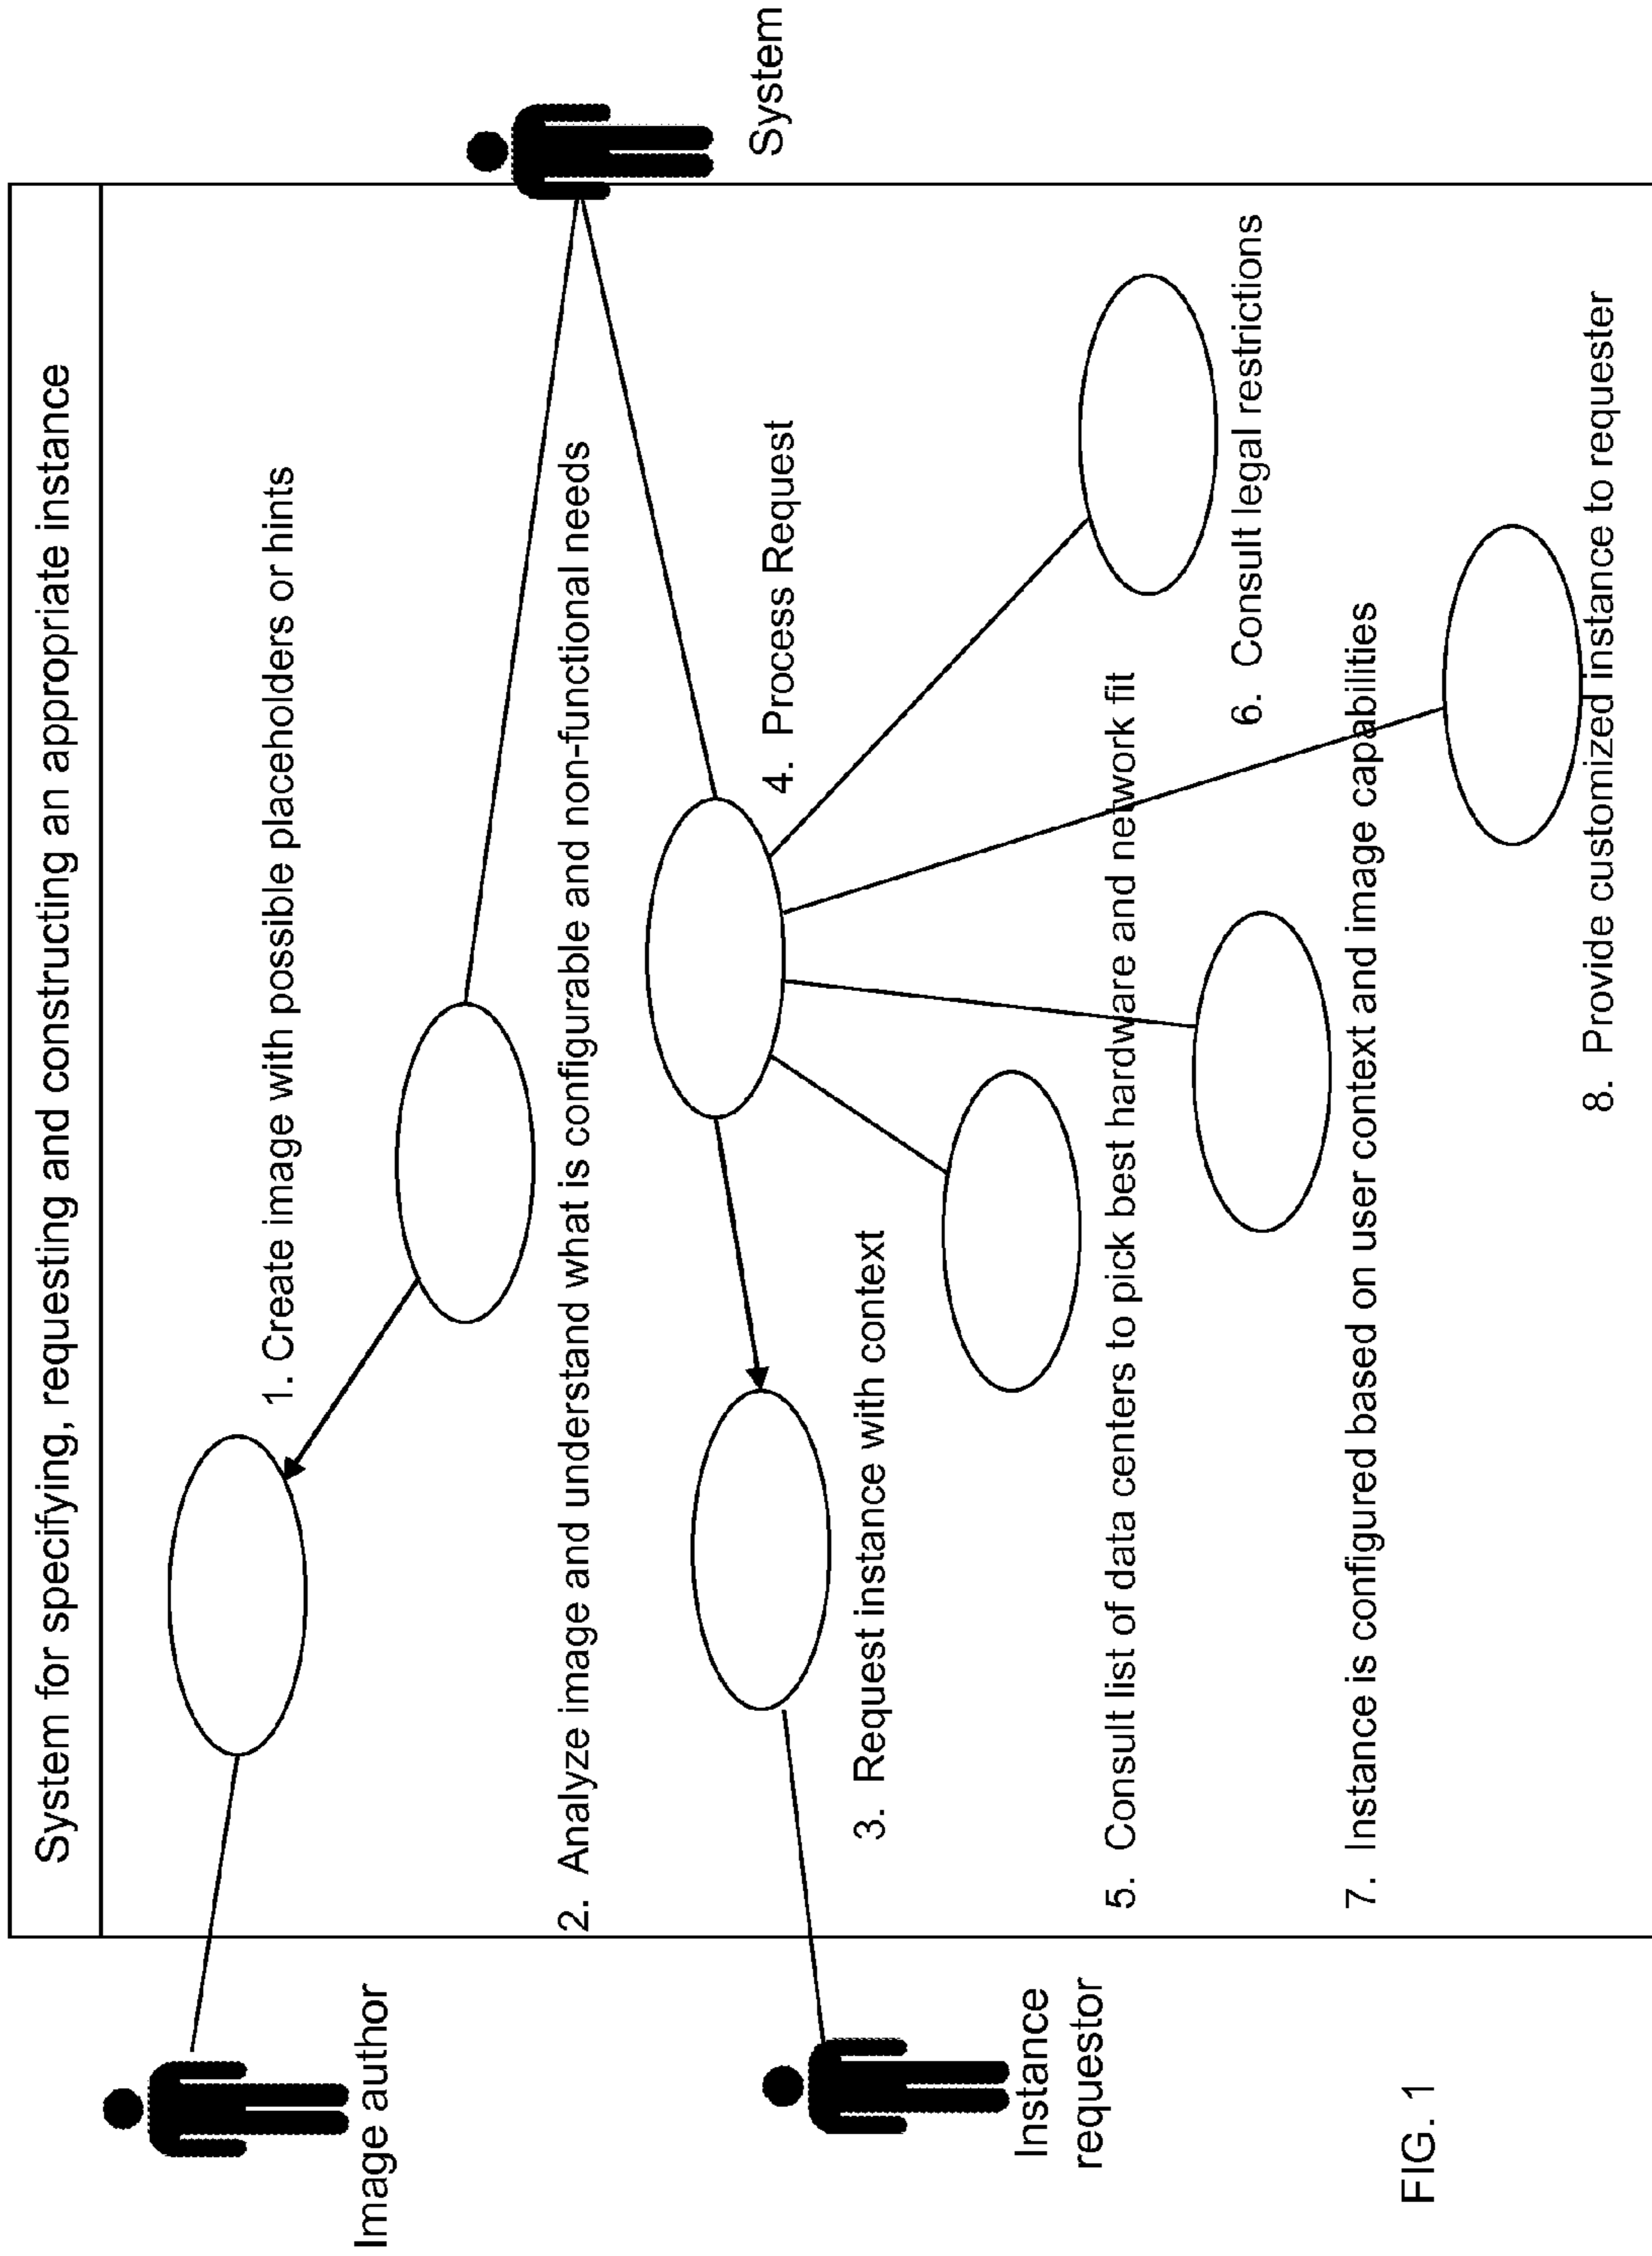 System for specifying, requesting and constructing an appropriate instance
Image author
1. Create image with possible placeholders or hints
System
2. Analyze image and understand what is configurable and non-functional needs
4. Process Request
3. Request instance with context
Instance
requestor
5. Consult list of data centers to pick best hardware and network fit
6. Consult legal restrictions
7. Instance is configured based on user context and image capabilities
8. Provide customized instance to requester
FIG. 1